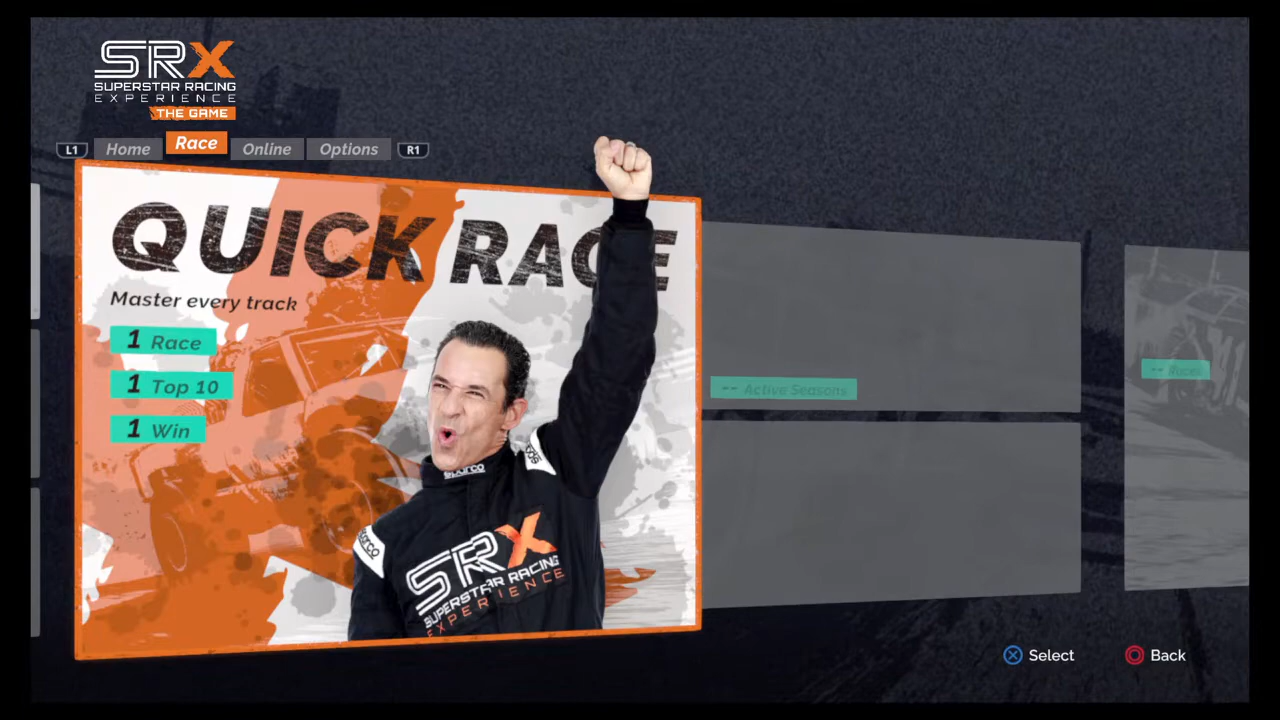 SRX
SUPERSTAR RACING
EXPERIENCE
THE GAME
L1 Home Race Online Options R1
QUICK RACE
Master every track
1 Race
1 Top 10
1 Win
-- Active Seasons
sparco
SRX
SUPERSTAR RACING
EXPERIENCE
Select
Back